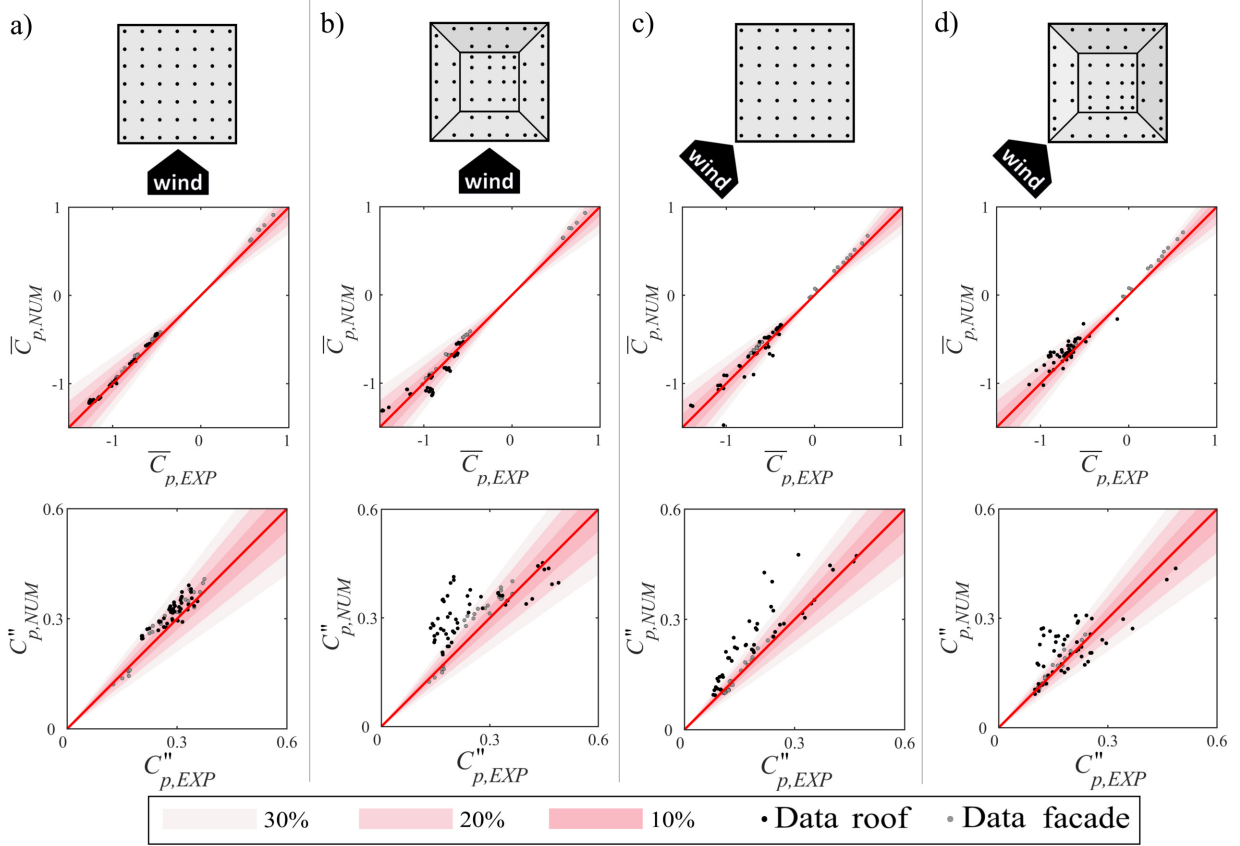 a)
b)
c)
d)
wind
wind
wind
wind
1
0
-1
C̅p,NUM
-1
0
1
C̅p,EXP
1
0
-1
C̅p,NUM
-1
0
1
C̅p,EXP
1
0
-1
C̅p,NUM
-1
0
1
C̅p,EXP
1
0
-1
C̅p,NUM
-1
0
1
C̅p,EXP
0.6
0.3
0
C"p,NUM
0
0.3
0.6
C"p,EXP
0.6
0.3
0
C"p,NUM
0
0.3
0.6
C"p,EXP
0.6
0.3
0
C"p,NUM
0
0.3
0.6
C"p,EXP
0.6
0.3
0
C"p,NUM
0
0.3
0.6
C"p,EXP
30%
20%
10%
Data roof
Data facade